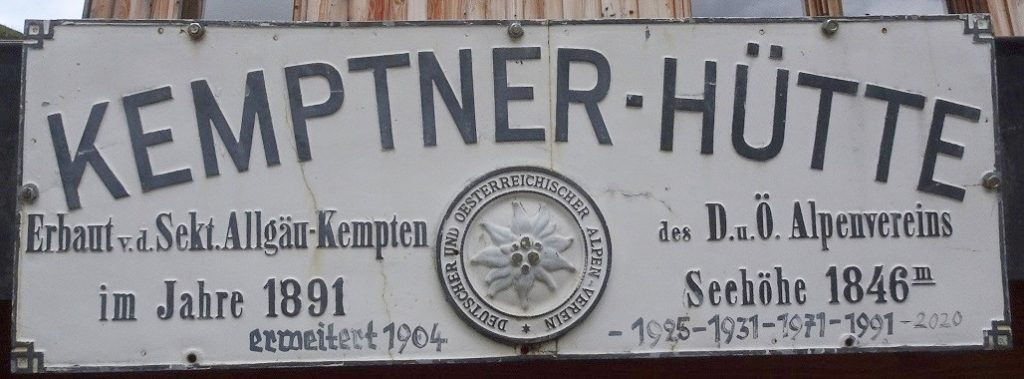 KEMPTNER-HÜTTE
Erbaut v.d. Sekt. Allgäu-Kempten des D.u.Ö. Alpenvereins
im Jahre 1891 Seehöhe 1846 m
erweitert 1904 - 1925 - 1931 - 1971 - 1991 - 2020
DEUTSCHER UND OESTERREICHISCHER ALPEN-VEREIN *